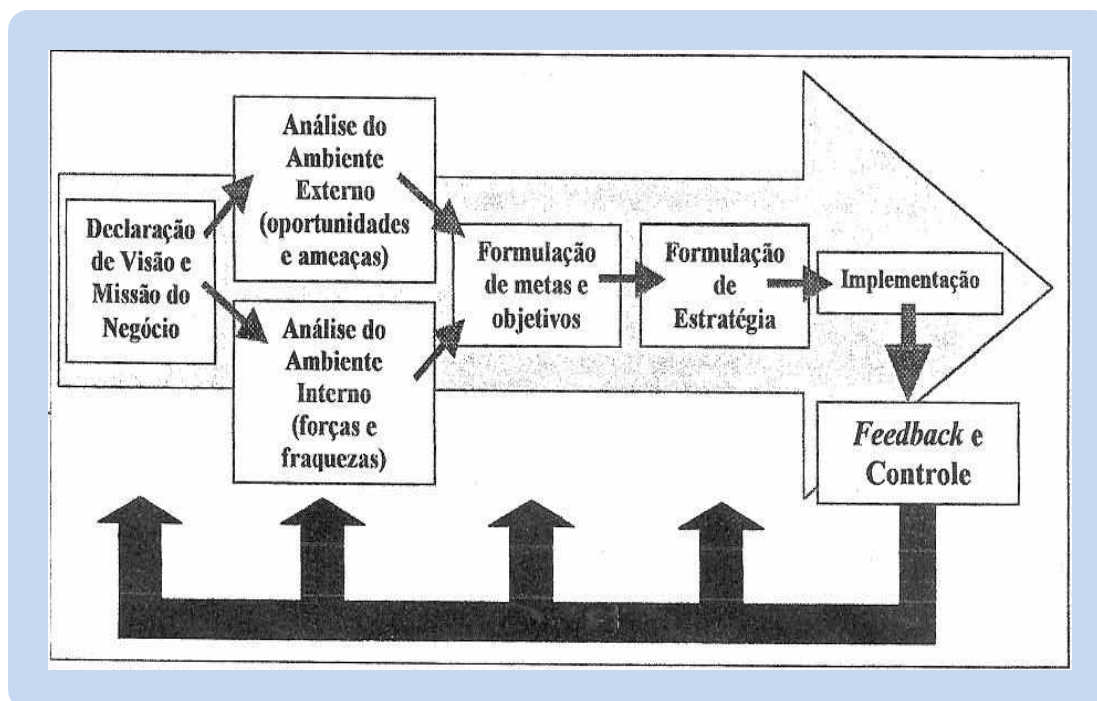 Declaração
de Visão e
Missão do
Negócio
Análise do
Ambiente
Externo
(oportunidades
e ameaças)
Análise do
Ambiente
Interno
(forças e
fraquezas)
Formulação
de metas e
objetivos
Formulação
de
Estratégia
Implementação
Feedback e
Controle